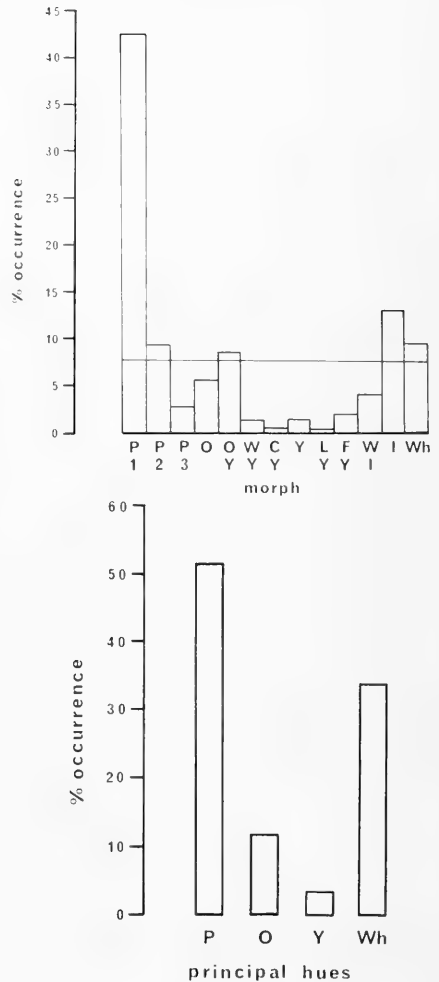 45
40
35
30
25
20
15
10
5
0
% occurrence
P P P O O W C Y L F W I Wh
1 2 3 Y Y Y Y Y I
morph
60
50
40
30
20
10
0
% occurrence
P O Y Wh
principal hues